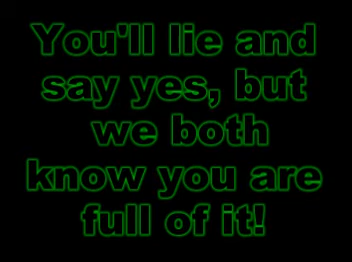 You'll lie and
say yes, but
we both
know you are
full of it!